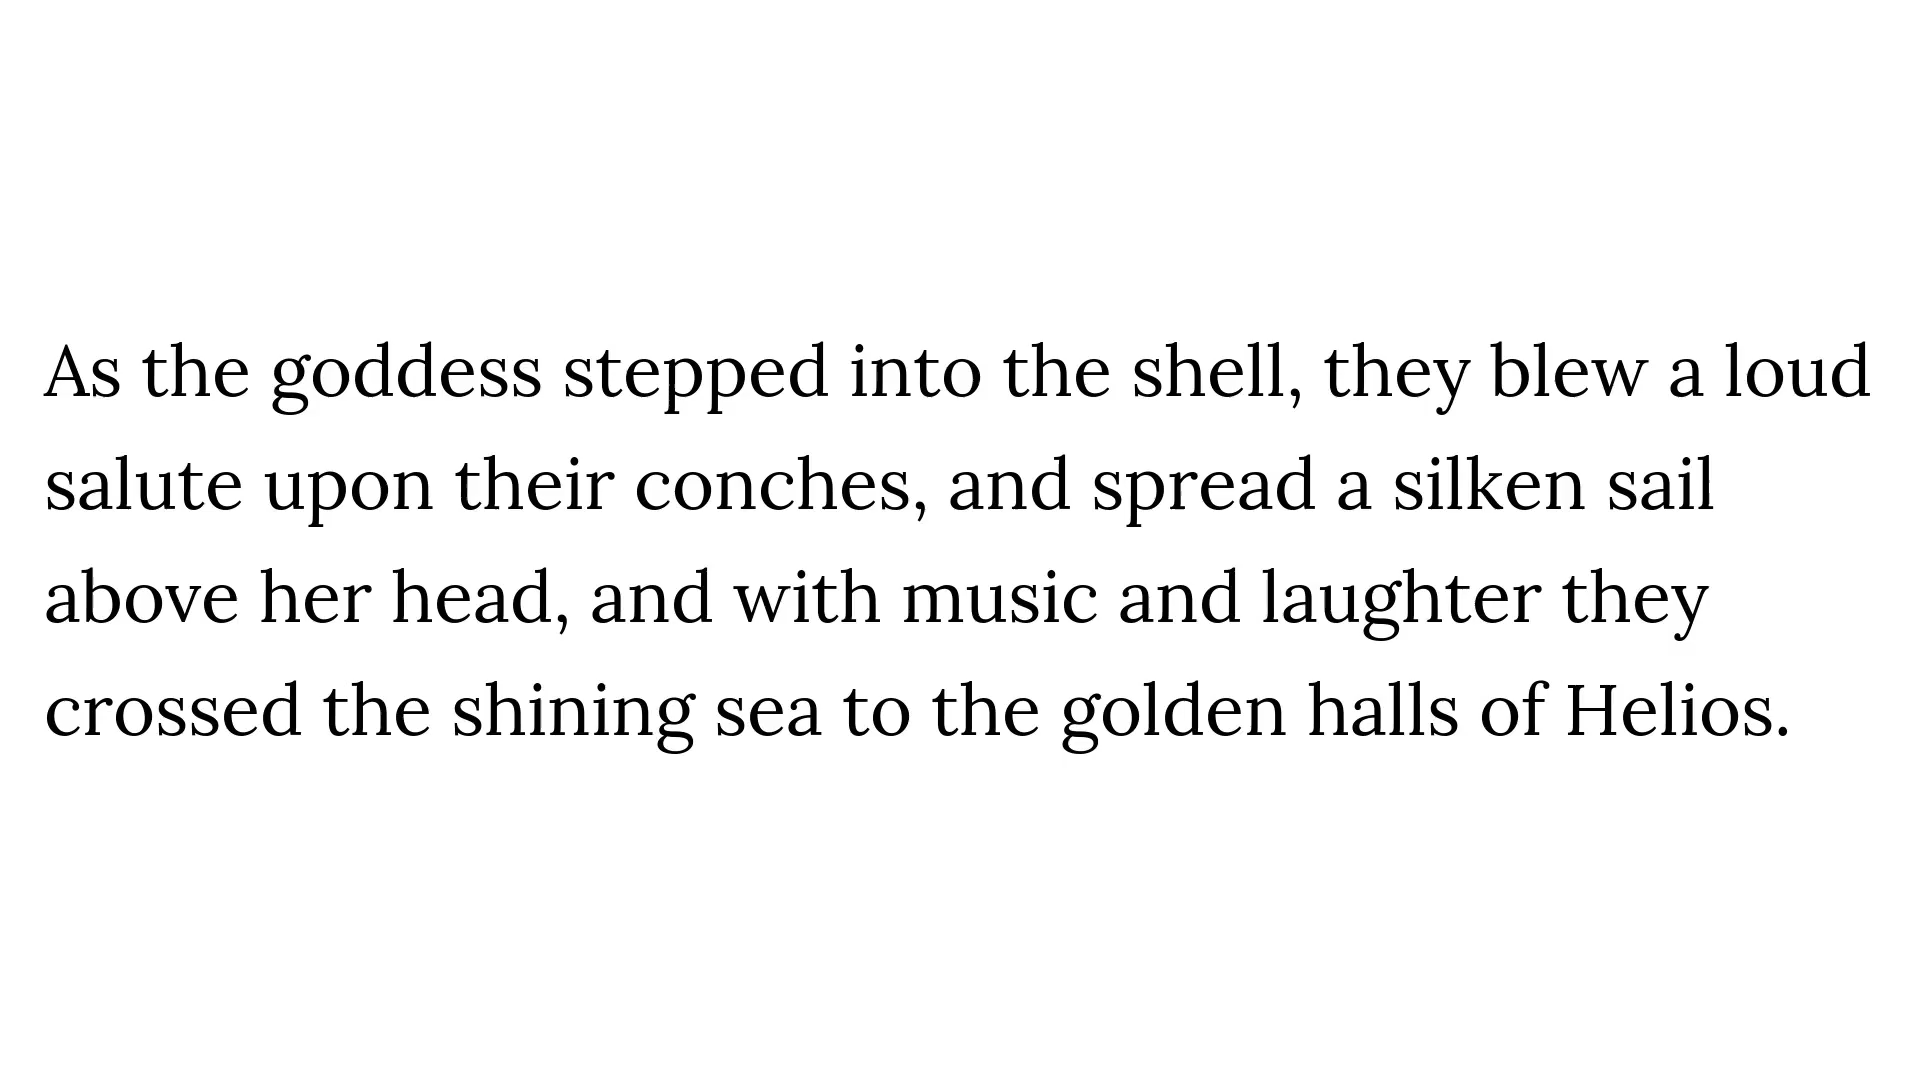 As the goddess stepped into the shell, they blew a loud
salute upon their conches, and spread a silken sail
above her head, and with music and laughter they
crossed the shining sea to the golden halls of Helios.